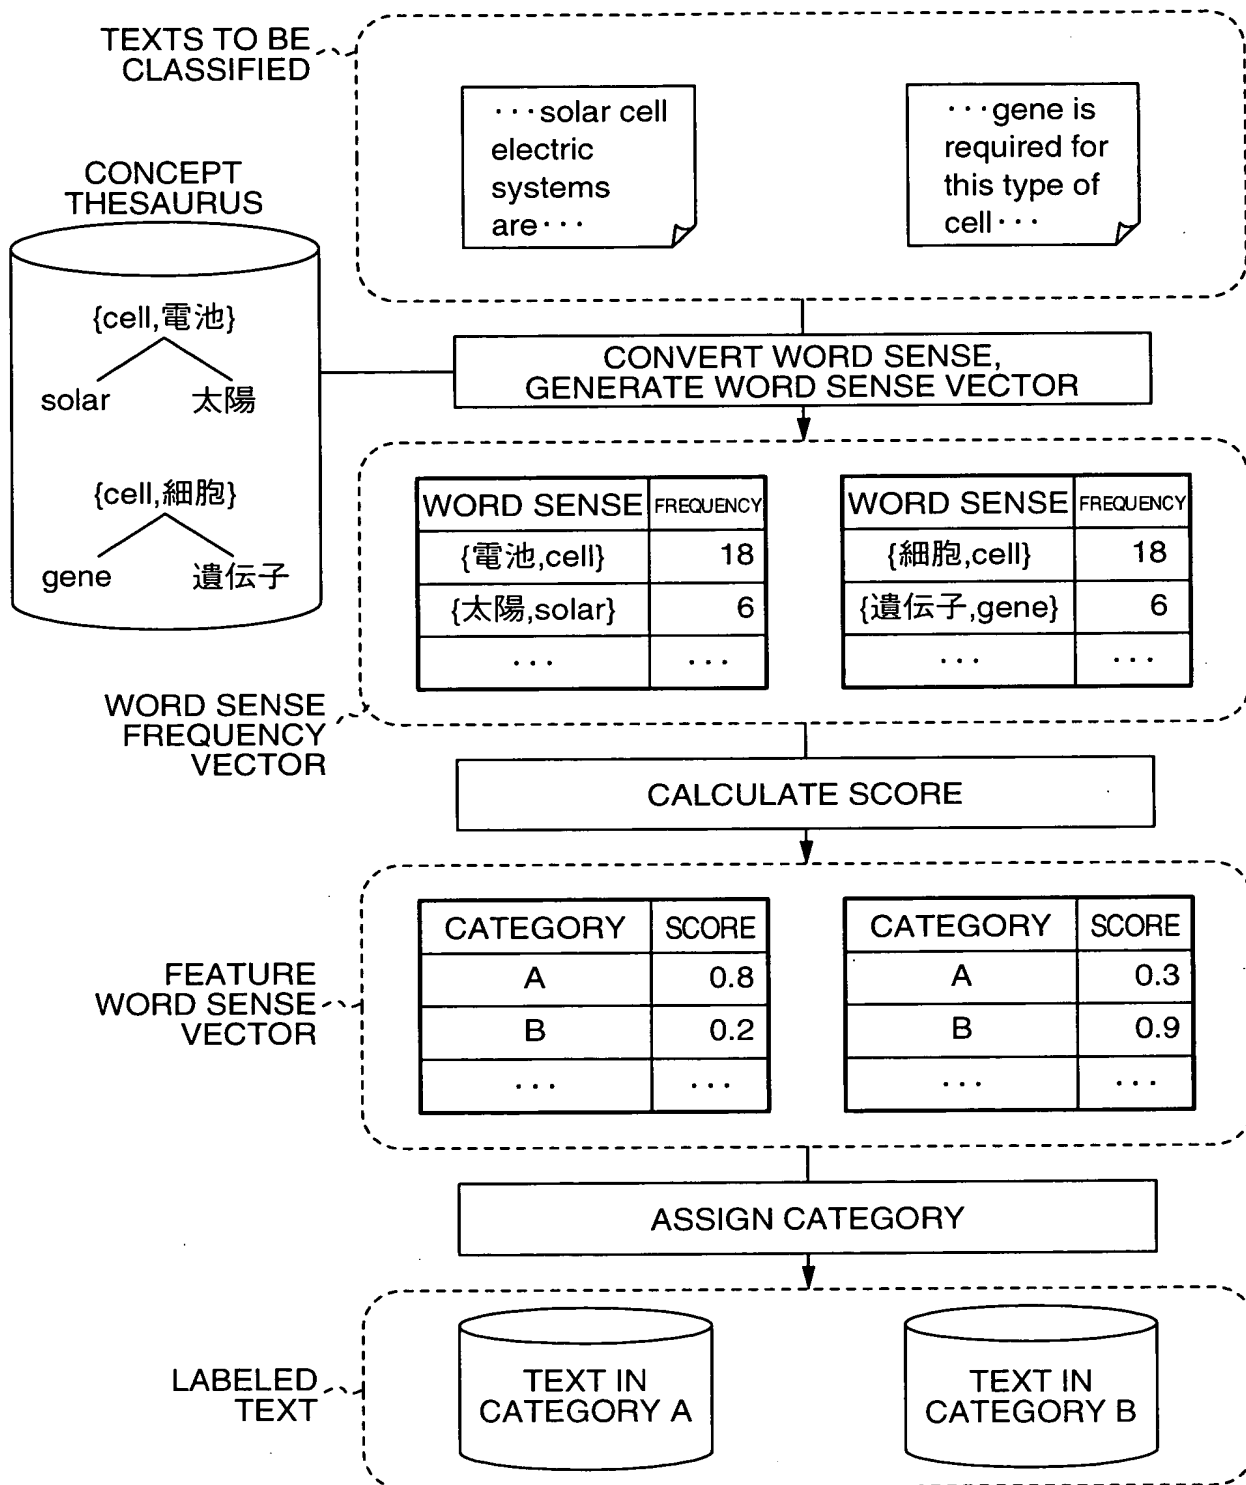 TEXTS TO BE
CLASSIFIED
···solar cell
electric
systems
are···
···gene is
required for
this type of
cell···
CONCEPT
THESAURUS
{cell,電池}
solar 太陽
{cell,細胞}
gene 遺伝子
CONVERT WORD SENSE,
GENERATE WORD SENSE VECTOR
WORD SENSE FREQUENCY
{電池,cell} 18
{太陽,solar} 6
··· ···
WORD SENSE FREQUENCY
{細胞,cell} 18
{遺伝子,gene} 6
··· ···
WORD SENSE
FREQUENCY
VECTOR
CALCULATE SCORE
CATEGORY SCORE
A 0.8
B 0.2
··· ···
CATEGORY SCORE
A 0.3
B 0.9
··· ···
FEATURE
WORD SENSE
VECTOR
ASSIGN CATEGORY
LABELED
TEXT
TEXT IN
CATEGORY A
TEXT IN
CATEGORY B